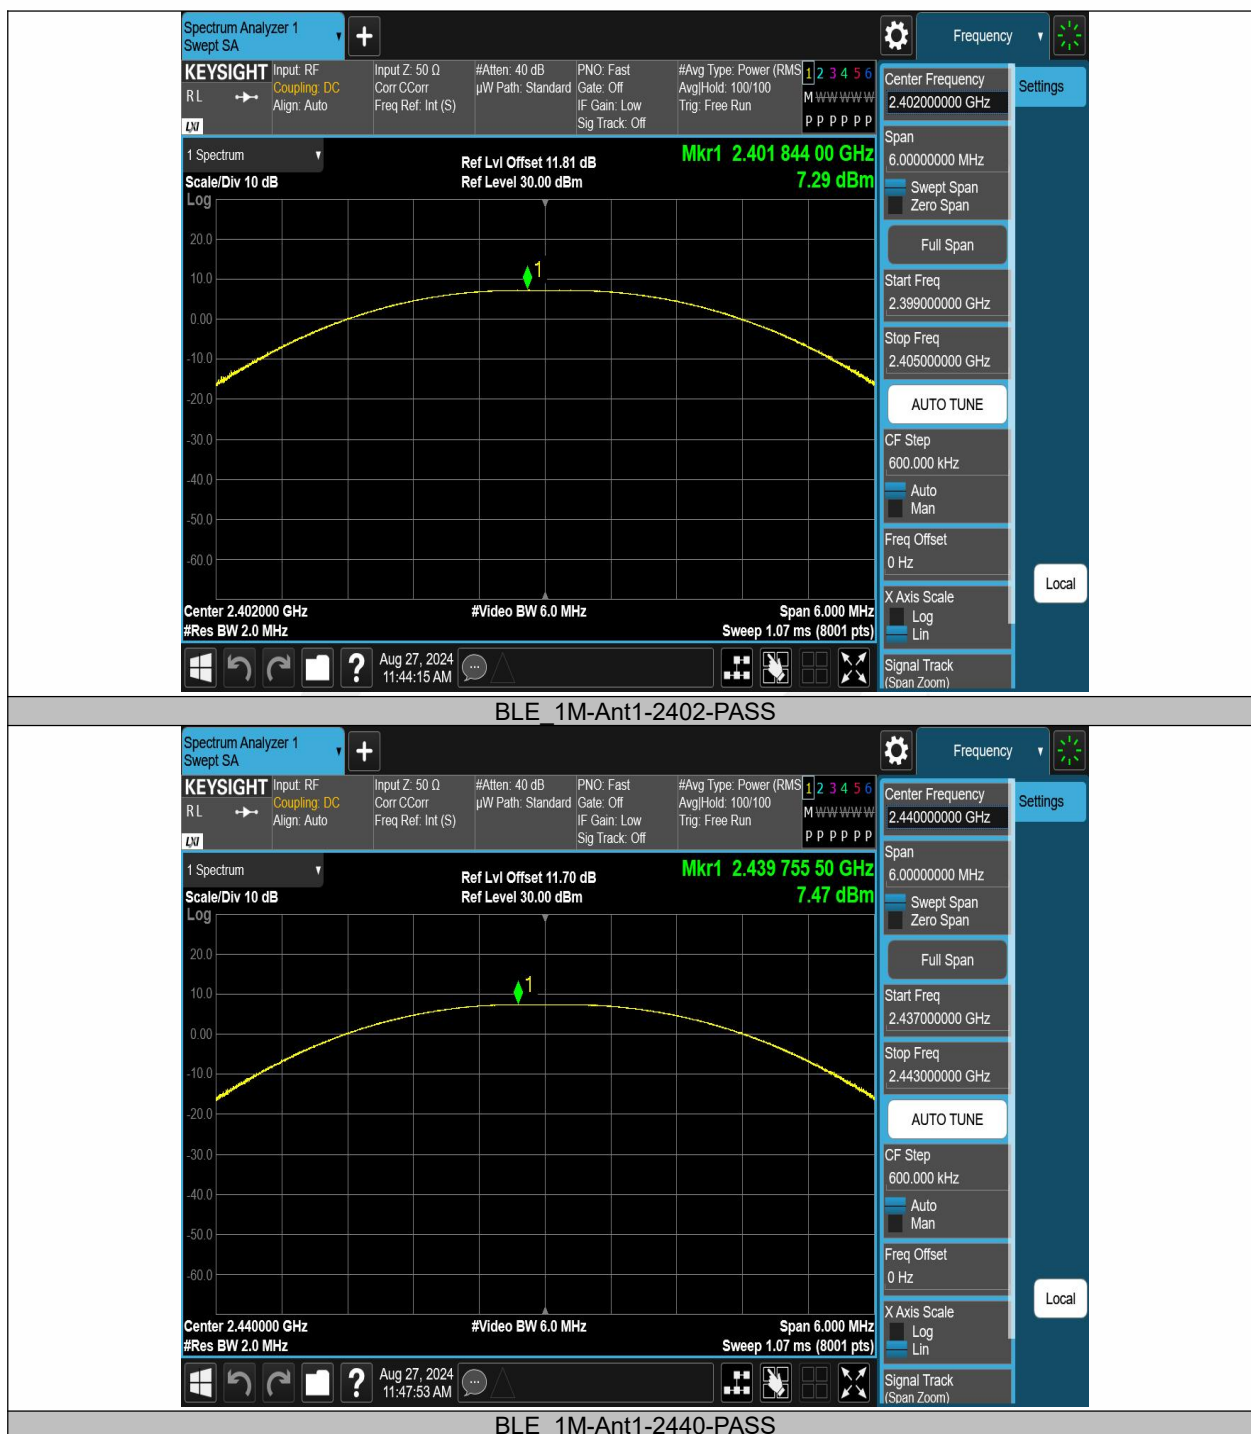 Spectrum Analyzer 1
Swept SA
Frequency
KEYSIGHT
RL
LXI
Input: RF
Coupling: DC
Align: Auto
Input Z: 50 Ω
Corr CCorr
Freq Ref: Int (S)
#Atten: 40 dB
µW Path: Standard
PNO: Fast
Gate: Off
IF Gain: Low
Sig Track: Off
#Avg Type: Power (RMS
Avg|Hold: 100/100
Trig: Free Run
1 2 3 4 5 6
M W W W W W
P P P P P P
Center Frequency
2.402000000 GHz
Settings
Span
6.00000000 MHz
Swept Span
Zero Span
Full Span
Start Freq
2.399000000 GHz
Stop Freq
2.405000000 GHz
AUTO TUNE
CF Step
600.000 kHz
Auto
Man
Freq Offset
0 Hz
X Axis Scale
Log
Lin
Signal Track
(Span Zoom)
Local
1 Spectrum
Scale/Div 10 dB
Log
Ref Lvl Offset 11.81 dB
Ref Level 30.00 dBm
Mkr1 2.401 844 00 GHz
7.29 dBm
1
20.0
10.0
0.00
-10.0
-20.0
-30.0
-40.0
-50.0
-60.0
Center 2.402000 GHz
#Res BW 2.0 MHz
#Video BW 6.0 MHz
Span 6.000 MHz
Sweep 1.07 ms (8001 pts)
?
Aug 27, 2024
11:44:15 AM
BLE_1M-Ant1-2402-PASS
Spectrum Analyzer 1
Swept SA
Frequency
KEYSIGHT
RL
LXI
Input: RF
Coupling: DC
Align: Auto
Input Z: 50 Ω
Corr CCorr
Freq Ref: Int (S)
#Atten: 40 dB
µW Path: Standard
PNO: Fast
Gate: Off
IF Gain: Low
Sig Track: Off
#Avg Type: Power (RMS
Avg|Hold: 100/100
Trig: Free Run
1 2 3 4 5 6
M W W W W W
P P P P P P
Center Frequency
2.440000000 GHz
Settings
Span
6.00000000 MHz
Swept Span
Zero Span
Full Span
Start Freq
2.437000000 GHz
Stop Freq
2.443000000 GHz
AUTO TUNE
CF Step
600.000 kHz
Auto
Man
Freq Offset
0 Hz
X Axis Scale
Log
Lin
Signal Track
(Span Zoom)
Local
1 Spectrum
Scale/Div 10 dB
Log
Ref Lvl Offset 11.70 dB
Ref Level 30.00 dBm
Mkr1 2.439 755 50 GHz
7.47 dBm
1
20.0
10.0
0.00
-10.0
-20.0
-30.0
-40.0
-50.0
-60.0
Center 2.440000 GHz
#Res BW 2.0 MHz
#Video BW 6.0 MHz
Span 6.000 MHz
Sweep 1.07 ms (8001 pts)
?
Aug 27, 2024
11:47:53 AM
BLE_1M-Ant1-2440-PASS